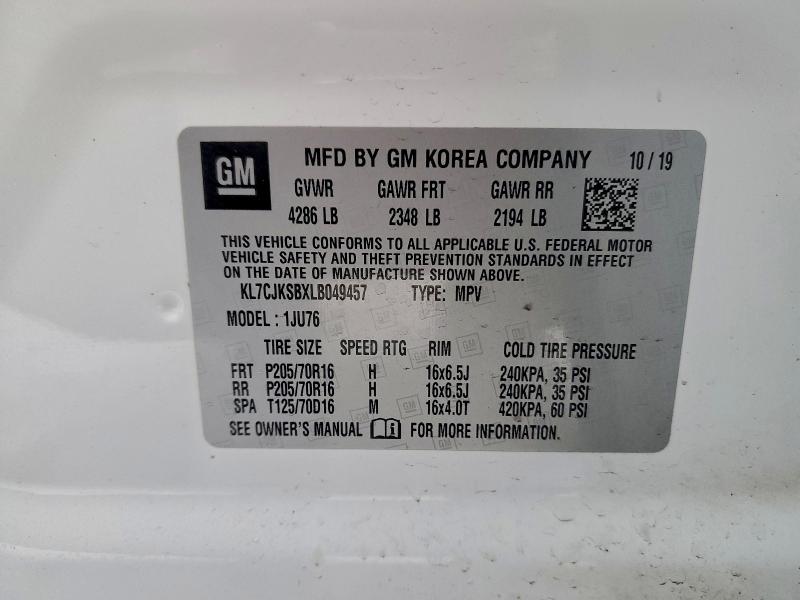 GM MFD BY GM KOREA COMPANY 10 / 19
GVWR GAWR FRT GAWR RR
4286 LB 2348 LB 2194 LB
THIS VEHICLE CONFORMS TO ALL APPLICABLE U.S. FEDERAL MOTOR
VEHICLE SAFETY AND THEFT PREVENTION STANDARDS IN EFFECT
ON THE DATE OF MANUFACTURE SHOWN ABOVE.
KL7CJKSBXLB049457 TYPE: MPV
MODEL : 1JU76
TIRE SIZE SPEED RTG RIM COLD TIRE PRESSURE
FRT P205/70R16 H 16x6.5J 240KPA, 35 PSI
RR P205/70R16 H 16x6.5J 240KPA, 35 PSI
SPA T125/70D16 M 16x4.0T 420KPA, 60 PSI
SEE OWNER'S MANUAL FOR MORE INFORMATION.